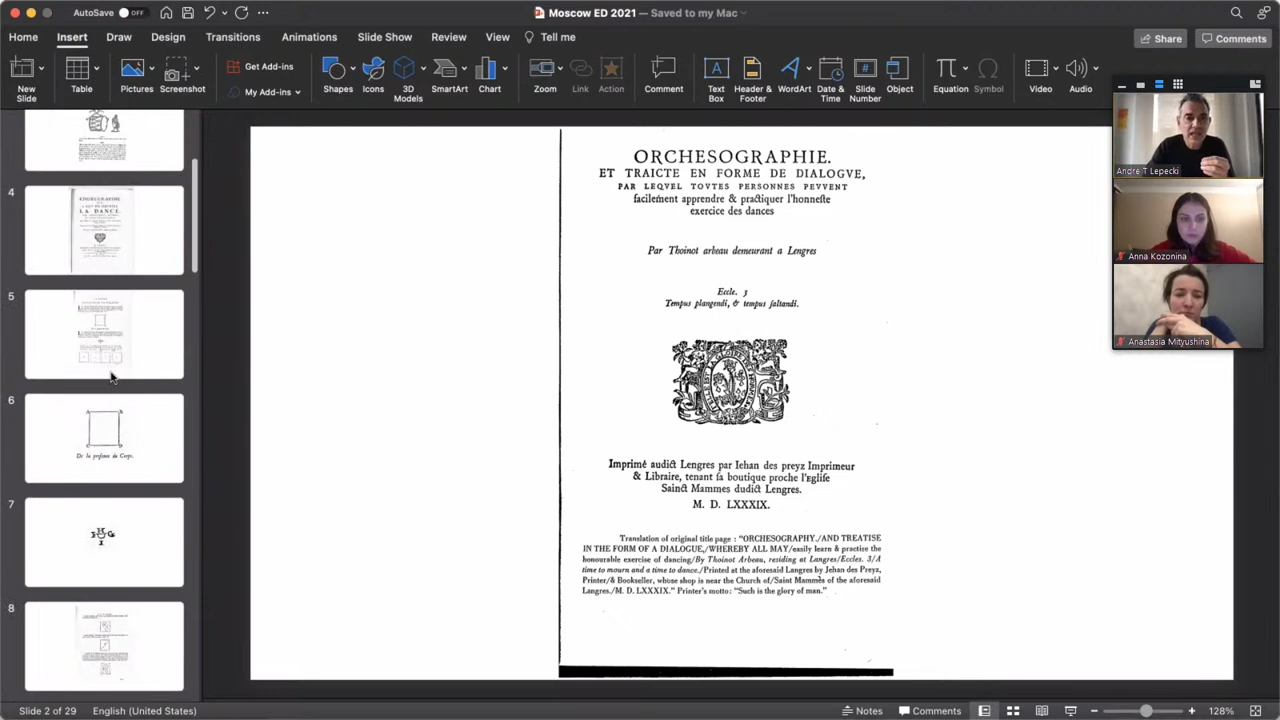 AutoSave OFF
Moscow ED 2021 — Saved to my Mac
Home Insert Draw Design Transitions Animations Slide Show Review View Tell me
Share Comments
New Slide
Table
Pictures
Screenshot
Get Add-ins
My Add-ins
Shapes
Icons
3D Models
SmartArt
Chart
Zoom
Link
Action
Comment
Text Box
Header & Footer
WordArt
Date & Time
Slide Number
Object
Equation
Symbol
Video
Audio
Andre T Lepecki
Anna Kozonina
Anastasia Mityushina
4
LA DANCE.
5
6
De la presence du Corps.
7
8
ORCHESOGRAPHIE.
ET TRAICTE EN FORME DE DIALOGVE,
PAR LEQVEL TOVTES PERSONNES PEVVENT
facilement apprendre & practiquer l'honneste
exercice des dances
Par Thoinot arbeau demeurant a Lengres
Eccle. 3
Tempus plangendi, & tempus saltandi.
Imprimé audict Lengres par Iehan des preyz Imprimeur
& Libraire, tenant sa boutique proche l'Eglise
Sainct Mammes dudict Lengres.
M. D. LXXXIX.
Translation of original title page : "ORCHESOGRAPHY./AND TREATISE
IN THE FORM OF A DIALOGUE,/WHEREBY ALL MAY/easily learn & practise the
honourable exercise of dancing/By Thoinot Arbeau, residing at Langres/Eccles. 3/A
time to mourn and a time to dance./Printed at the aforesaid Langres by Jehan des Preyz,
Printer/& Bookseller, whose shop is near the Church of/Saint Mammès of the aforesaid
Langres./M. D. LXXXIX." Printer's motto: "Such is the glory of man."
Slide 2 of 29 English (United States)
Notes Comments 128%